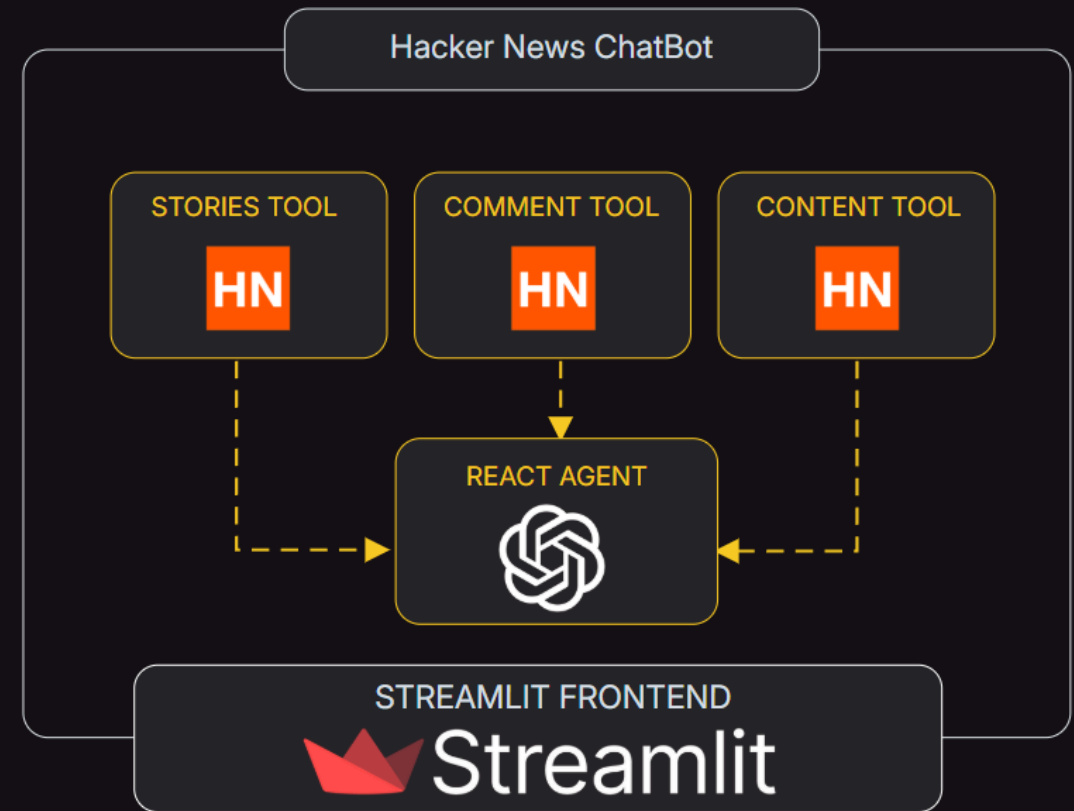 Hacker News ChatBot
STORIES TOOL
HN
COMMENT TOOL
HN
CONTENT TOOL
HN
REACT AGENT
STREAMLIT FRONTEND
Streamlit